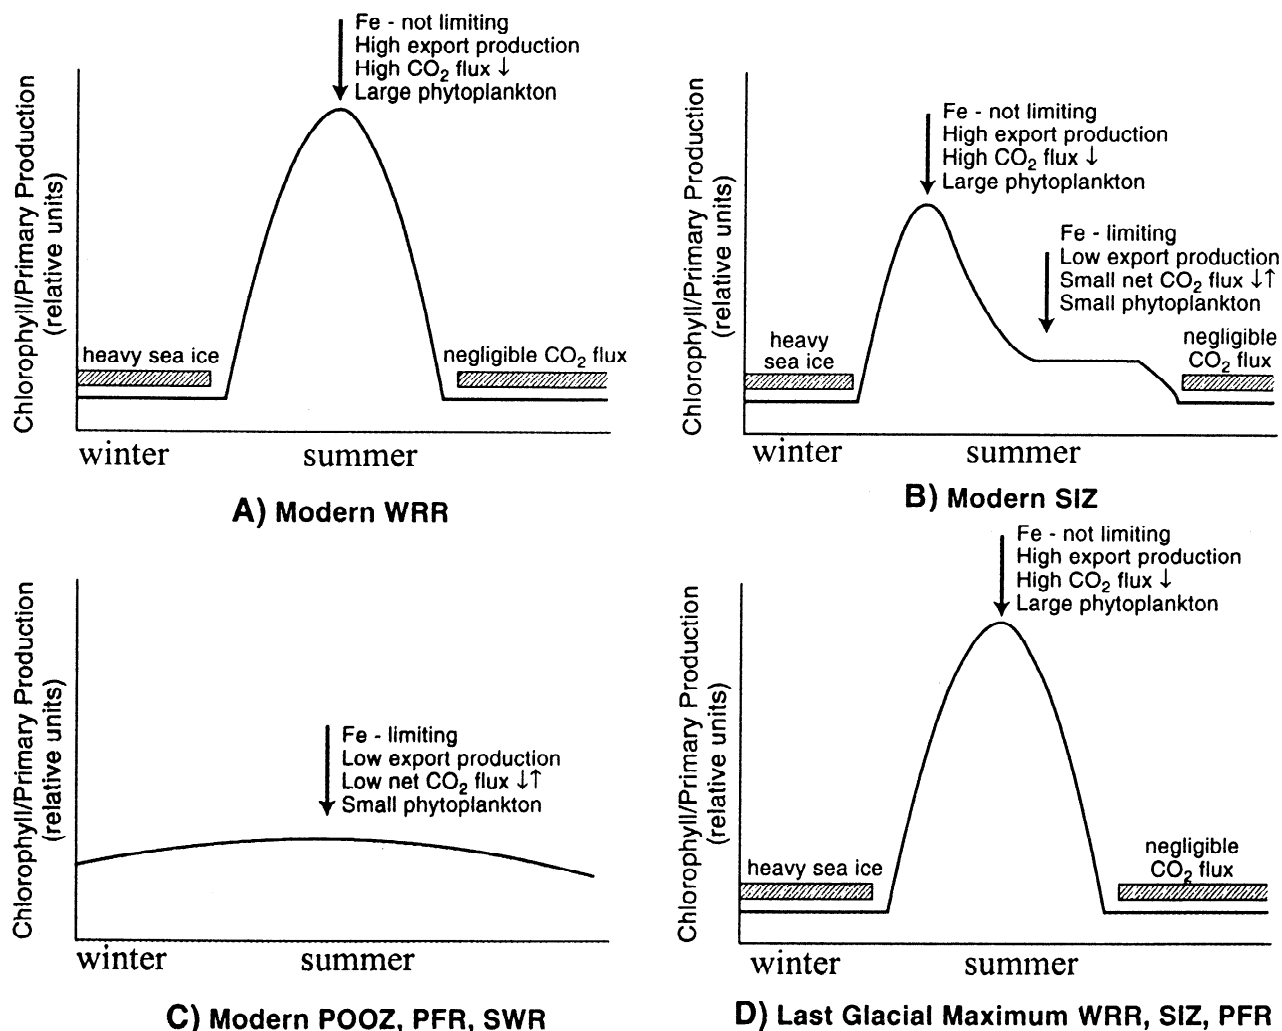 Fe - not limiting
High export production
High CO₂ flux ↓
Large phytoplankton
Chlorophyll/Primary Production
(relative units)
heavy sea ice
negligible CO₂ flux
winter
summer
A) Modern WRR
Fe - not limiting
High export production
High CO₂ flux ↓
Large phytoplankton
Fe - limiting
Low export production
Small net CO₂ flux ↓↑
Small phytoplankton
Chlorophyll/Primary Production
(relative units)
heavy
sea ice
negligible
CO₂ flux
winter
summer
B) Modern SIZ
Fe - limiting
Low export production
Low net CO₂ flux ↓↑
Small phytoplankton
Chlorophyll/Primary Production
(relative units)
winter
summer
C) Modern POOZ, PFR, SWR
Fe - not limiting
High export production
High CO₂ flux ↓
Large phytoplankton
Chlorophyll/Primary Production
(relative units)
heavy sea ice
negligible
CO₂ flux
winter
summer
D) Last Glacial Maximum WRR, SIZ, PFR